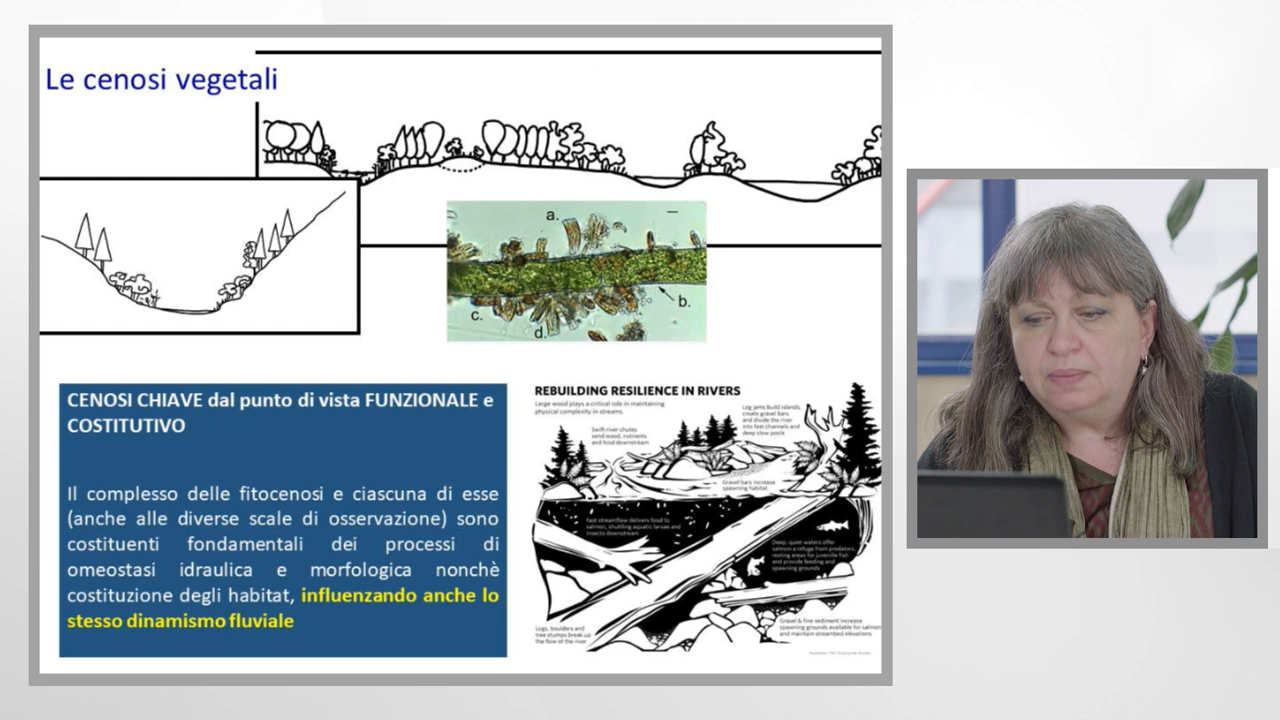 Le cenosi vegetali
a.
b.
c.
d.
CENOSI CHIAVE dal punto di vista FUNZIONALE e
COSTITUTIVO
Il complesso delle fitocenosi e ciascuna di esse
(anche alle diverse scale di osservazione) sono
costituenti fondamentali dei processi di
omeostasi idraulica e morfologica nonchè
costituzione degli habitat, influenzando anche lo
stesso dinamismo fluviale
REBUILDING RESILIENCE IN RIVERS
Large wood plays a critical role in maintaining
physical complexity in streams.
Swift river chutes
send wood, nutrients
and food downstream
Log jams build islands,
create gravel bars
and divide the river
into fast channels and
deep slow pools
Gravel bars increase
spawning habitat
Fast streamflow delivers food to
salmon, shuttling aquatic larvae and
insects downstream
Deep, quiet waters offer
salmon a refuge from predators,
resting areas for juvenile fish
and provide feeding and
spawning grounds
Logs, boulders and
tree stumps break up
the flow of the river
Gravel & fine sediment increase
spawning grounds available for salmon
and maintain streambed elevations